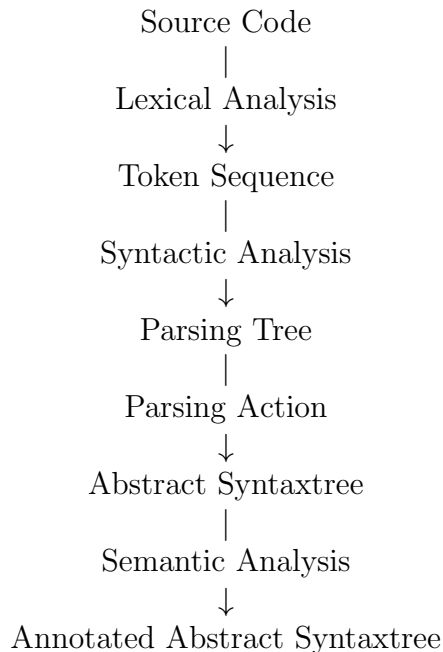 Source Code
Lexical Analysis
Token Sequence
Syntactic Analysis
Parsing Tree
Parsing Action
Abstract Syntaxtree
Semantic Analysis
Annotated Abstract Syntaxtree